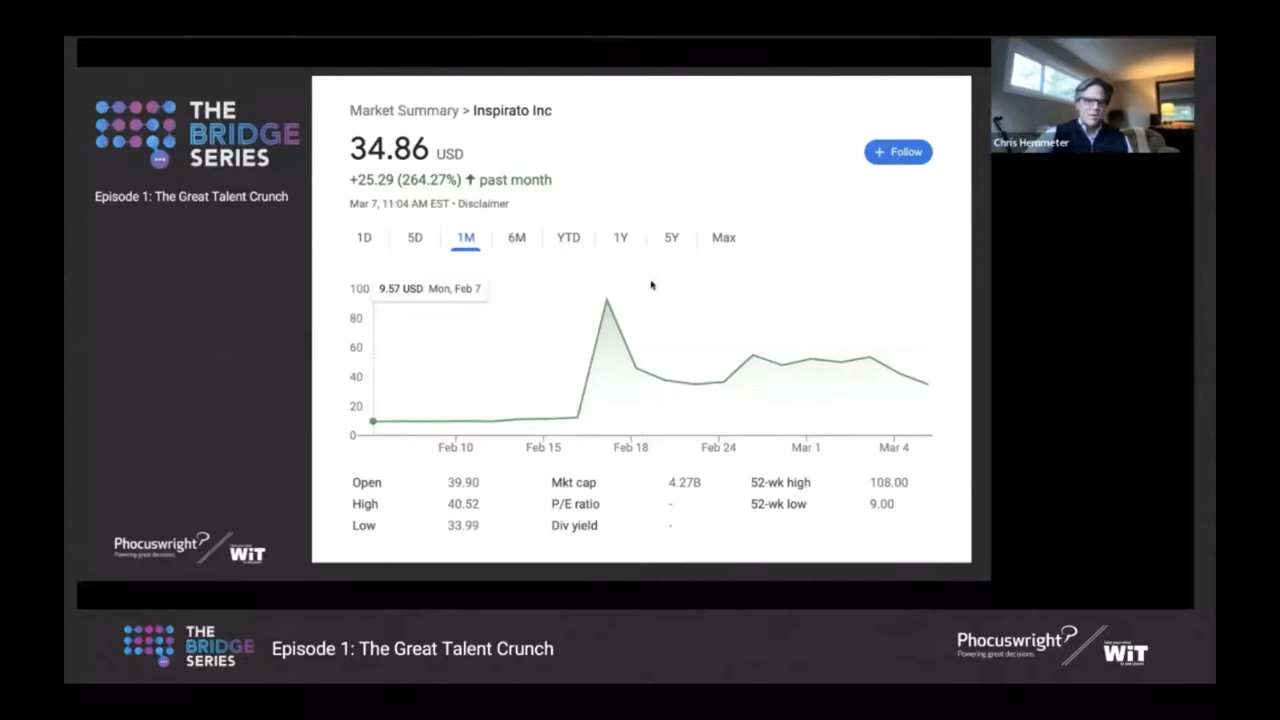 THE
BRIDGE
SERIES
Episode 1: The Great Talent Crunch
Market Summary > Inspirato Inc
34.86 USD
+25.29 (264.27%) ↑ past month
Mar 7, 11:04 AM EST • Disclaimer
+ Follow
1D 5D 1M 6M YTD 1Y 5Y Max
100
9.57 USD Mon, Feb 7
80
60
40
20
0
Feb 10 Feb 15 Feb 18 Feb 24 Mar 1 Mar 4
Open 39.90 Mkt cap 4.27B 52-wk high 108.00
High 40.52 P/E ratio - 52-wk low 9.00
Low 33.99 Div yield -
Chris Hemmeter
Phocuswright
Powering great decisions.
WiT
THE
BRIDGE
SERIES
Episode 1: The Great Talent Crunch
Phocuswright
Powering great decisions.
WiT